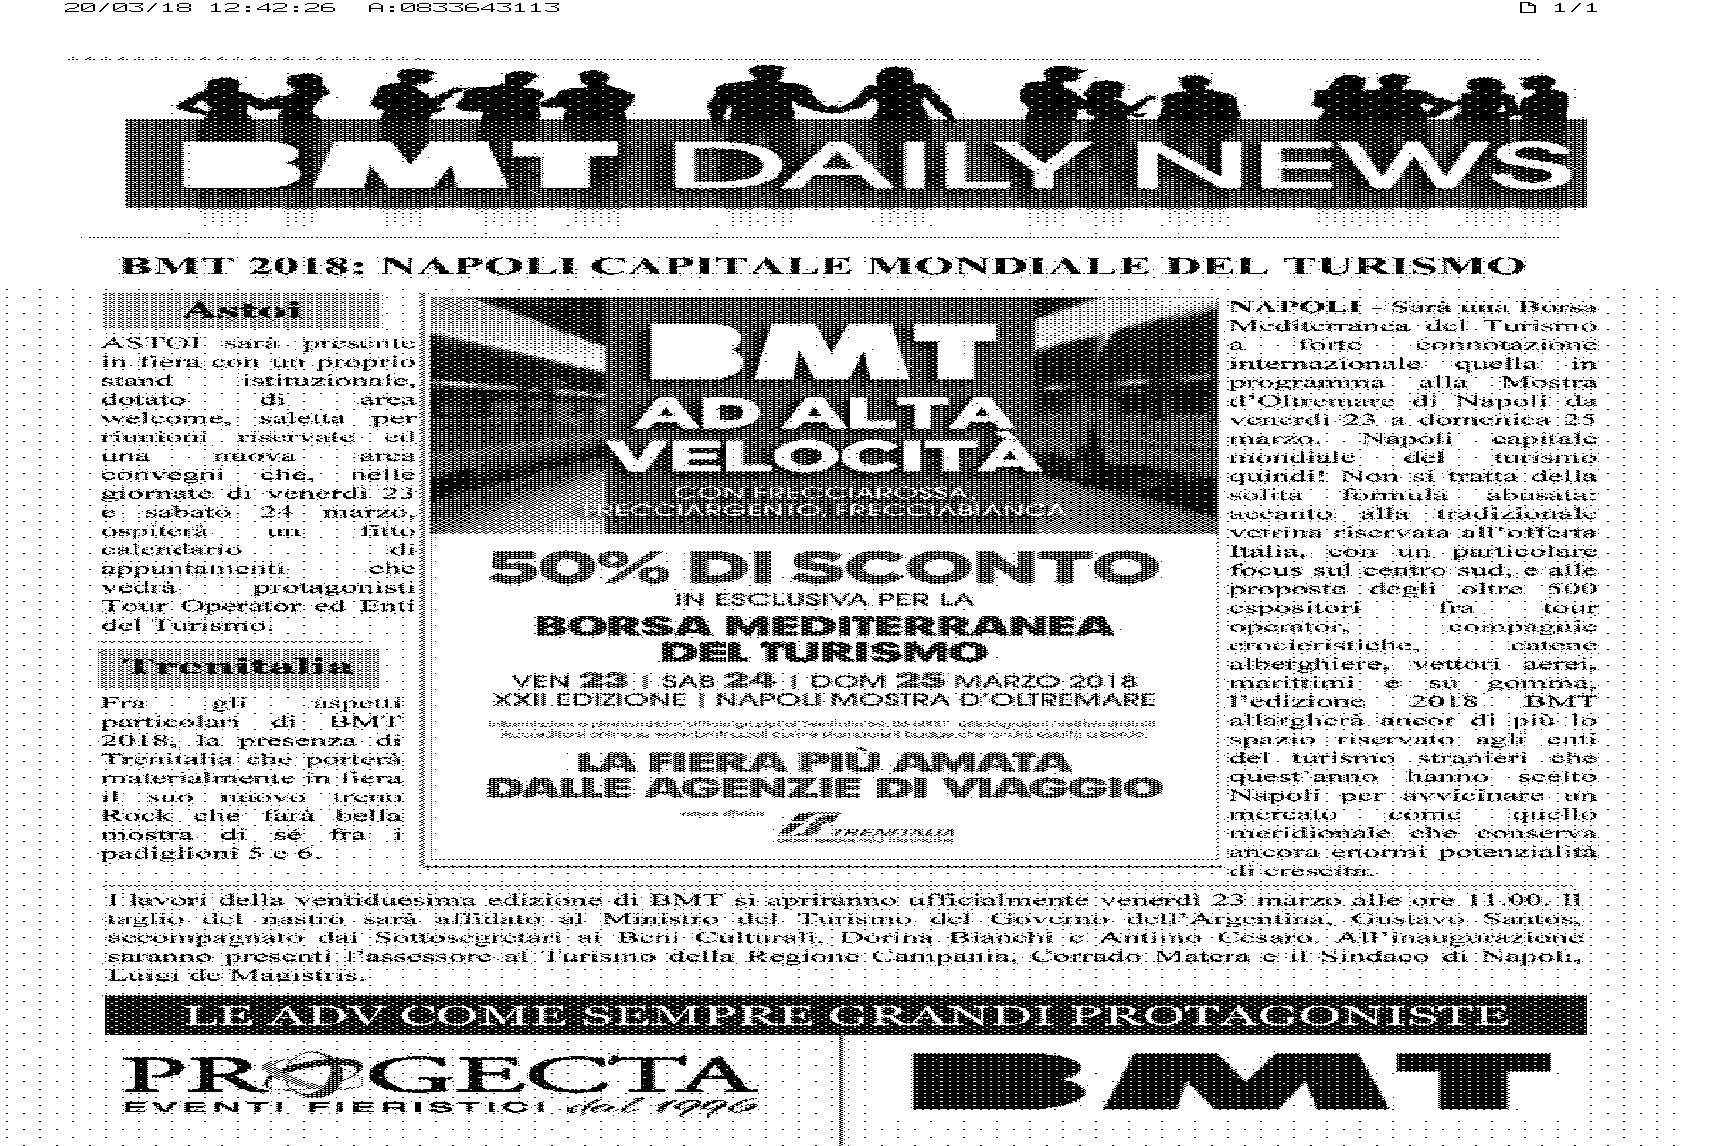 20/03/18 12:42:26 A:0833643113 1/1
BMT DAILY NEWS
BMT 2018: NAPOLI CAPITALE MONDIALE DEL TURISMO
Astoi
ASTOI sarà presente
in fiera con un proprio
stand istituzionale,
dotato di area
welcome, saletta per
riunioni riservate ed
una nuova area
convegni che, nelle
giornate di venerdì 23
e sabato 24 marzo,
ospiterà un fitto
calendario di
appuntamenti che
vedrà protagonisti
Tour Operator ed Enti
del Turismo.
Trenitalia
Fra gli aspetti
particolari di BMT
2018, la presenza di
Trenitalia che porterà
materialmente in fiera
il suo nuovo treno
Rock che farà bella
mostra di sé fra i
padiglioni 5 e 6.
BMT
AD ALTA
VELOCITÀ
CON FRECCIAROSSA,
FRECCIARGENTO, FRECCIABIANCA
50% DI SCONTO
IN ESCLUSIVA PER LA
BORSA MEDITERRANEA
DEL TURISMO
VEN 23 | SAB 24 | DOM 25 MARZO 2018
XXII EDIZIONE | NAPOLI MOSTRA D'OLTREMARE
LA FIERA PIÙ AMATA
DALLE AGENZIE DI VIAGGIO
TRENITALIA
NAPOLI - Sarà una Borsa
Mediterranea del Turismo
a forte connotazione
internazionale quella in
programma alla Mostra
d'Oltremare di Napoli da
venerdì 23 a domenica 25
marzo. Napoli capitale
mondiale del turismo
quindi! Non si tratta della
solita formula abusata:
accanto alla tradizionale
vetrina riservata all'offerta
Italia, con un particolare
focus sul centro sud, e alle
proposte degli oltre 500
espositori fra tour
operator, compagnie
crocieristiche, catene
alberghiere, vettori aerei,
marittimi e su gomma,
l'edizione 2018 BMT
allargherà ancor di più lo
spazio riservato agli enti
del turismo stranieri che
quest'anno hanno scelto
Napoli per avvicinare un
mercato come quello
meridionale che conserva
ancora enormi potenzialità
di crescita.
I lavori della ventiduesima edizione di BMT si apriranno ufficialmente venerdì 23 marzo alle ore 11.00. Il
taglio del nastro sarà affidato al Ministro del Turismo del Governo dell'Argentina, Gustavo Santos,
accompagnato dai Sottosegretari ai Beni Culturali, Dorina Bianchi e Antimo Cesaro. All'inaugurazione
saranno presenti l'assessore al Turismo della Regione Campania, Corrado Matera e il Sindaco di Napoli,
Luigi de Magistris.
LE ADV COME SEMPRE GRANDI PROTAGONISTE
PROGECTA
EVENTI FIERISTICI dal 1996
BMT